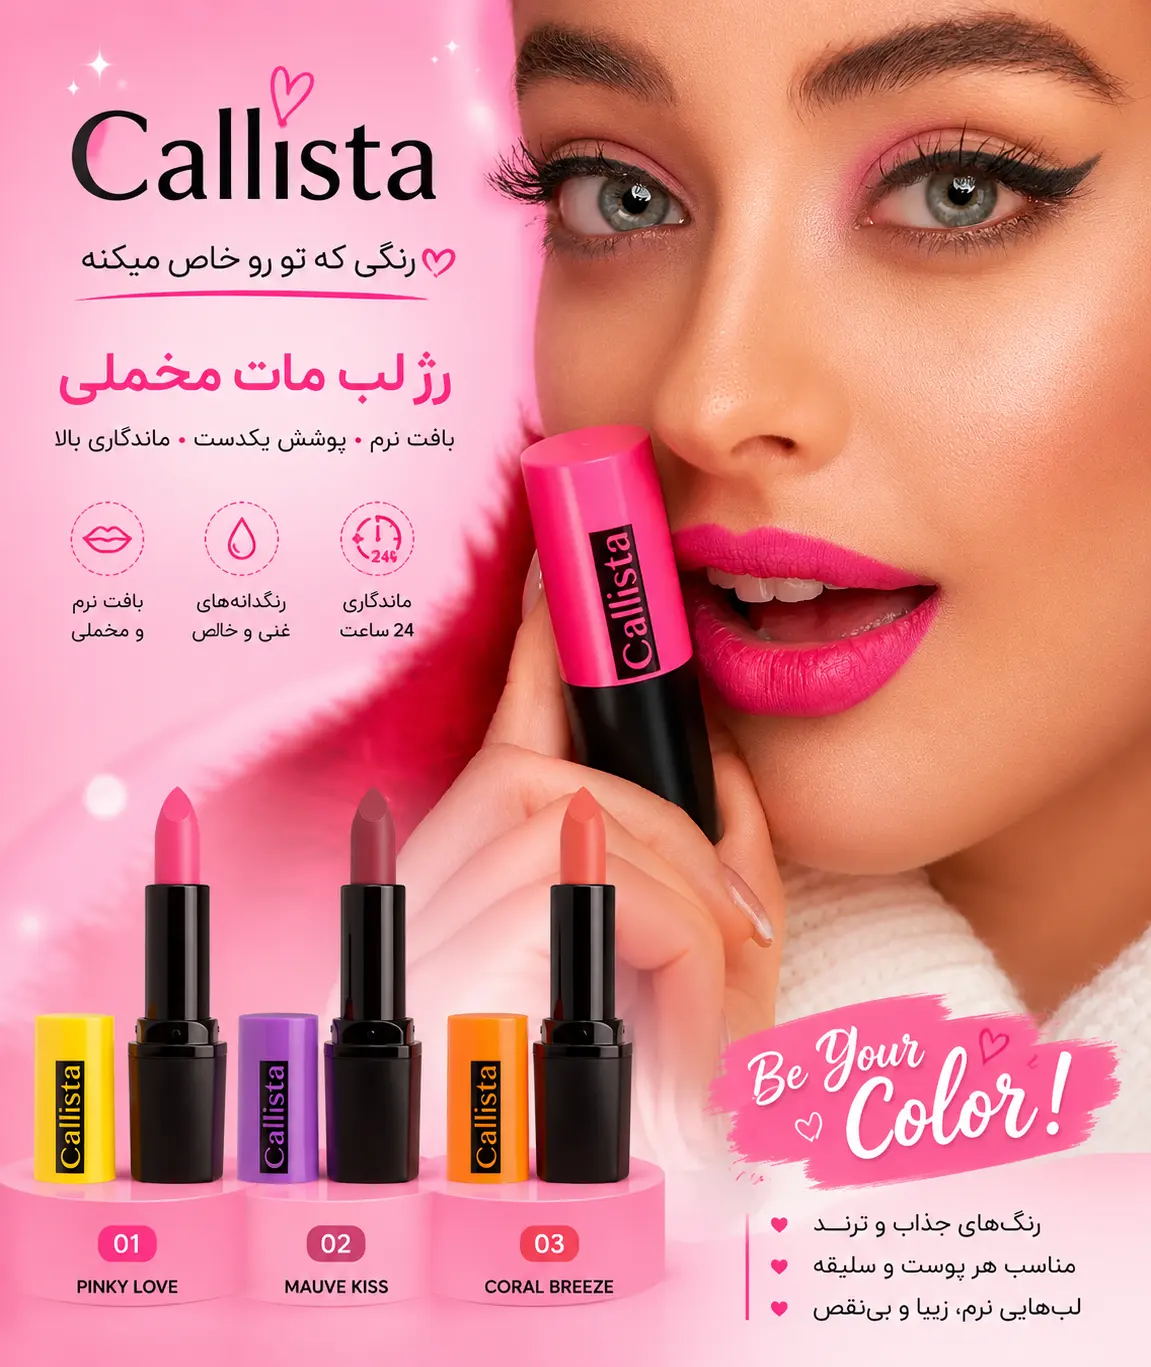 Callista
رنگی که تو رو خاص میکنه
رژ لب مات مخملی
بافت نرم • پوشش یکدست • ماندگاری بالا
24
ماندگاری
24 ساعت
رنگدانه‌های
غنی و خالص
بافت نرم
و مخملی
Callista
Callista
Callista
Callista
01
PINKY LOVE
02
MAUVE KISS
03
CORAL BREEZE
Be Your
Color!
رنگ‌های جذاب و ترنـــد
مناسب هر پوست و سلیقه
لب‌هایی نرم، زیبا و بی‌نقص